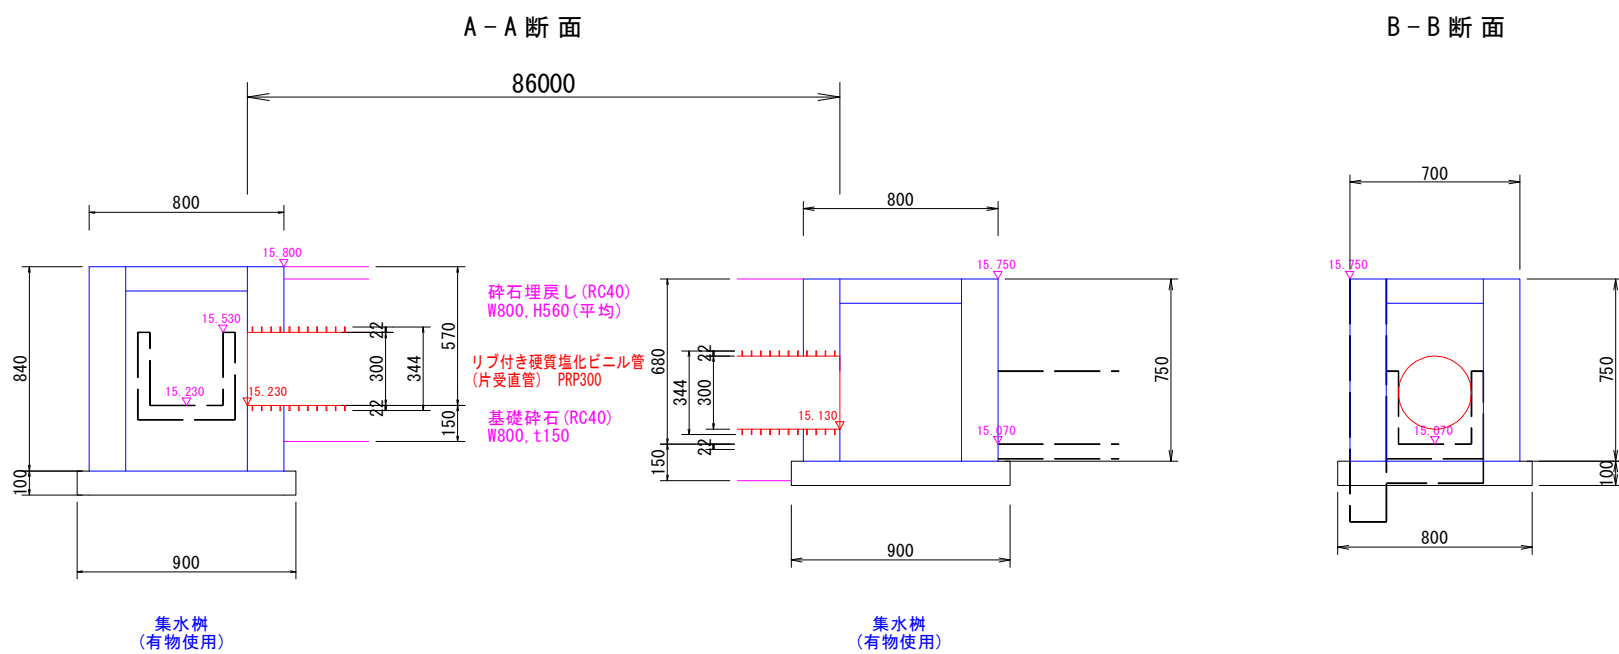 A-A断面
B-B断面
86000
800
15.800
15.530
15.230
15.230
840
100
900
22
300
22
344
570
150
砕石埋戻し(RC40)
W800,H560(平均)
リブ付き硬質塩化ビニル管
(片受直管) PRP300
基礎砕石(RC40)
W800,t150
集水桝
(有物使用)
800
15.750
680
344
22
300
22
150
15.130
15.070
750
900
集水桝
(有物使用)
700
15.750
15.070
750
100
800